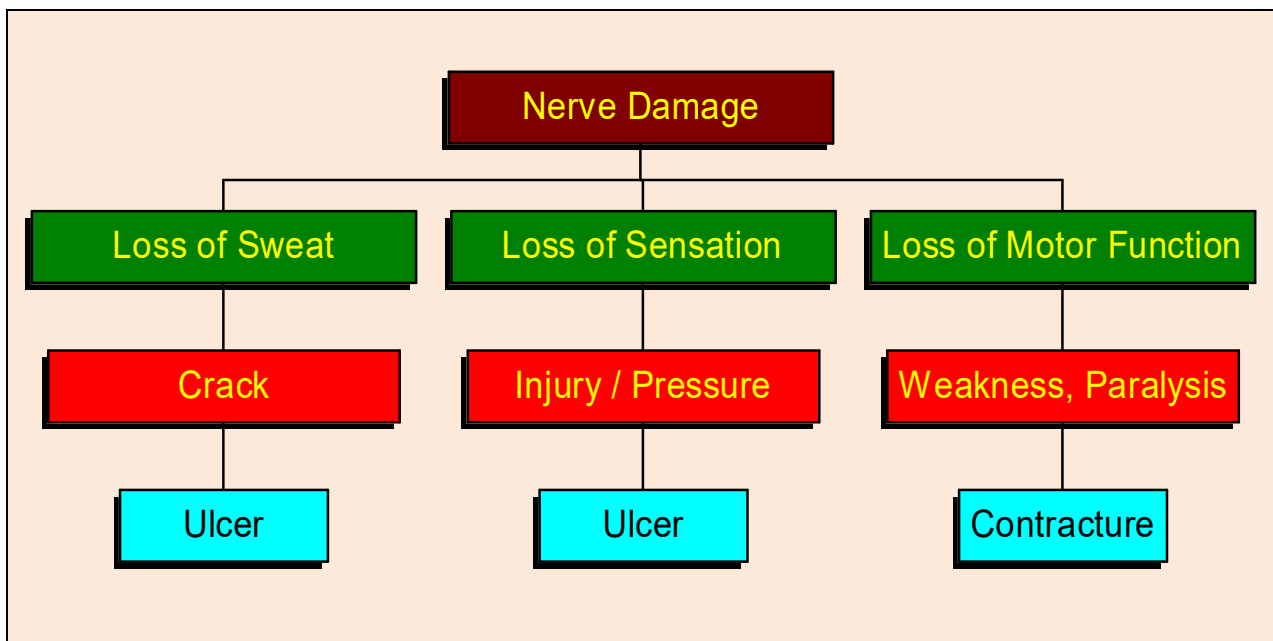 Nerve Damage
Loss of Sweat
Loss of Sensation
Loss of Motor Function
Crack
Injury / Pressure
Weakness, Paralysis
Ulcer
Ulcer
Contracture